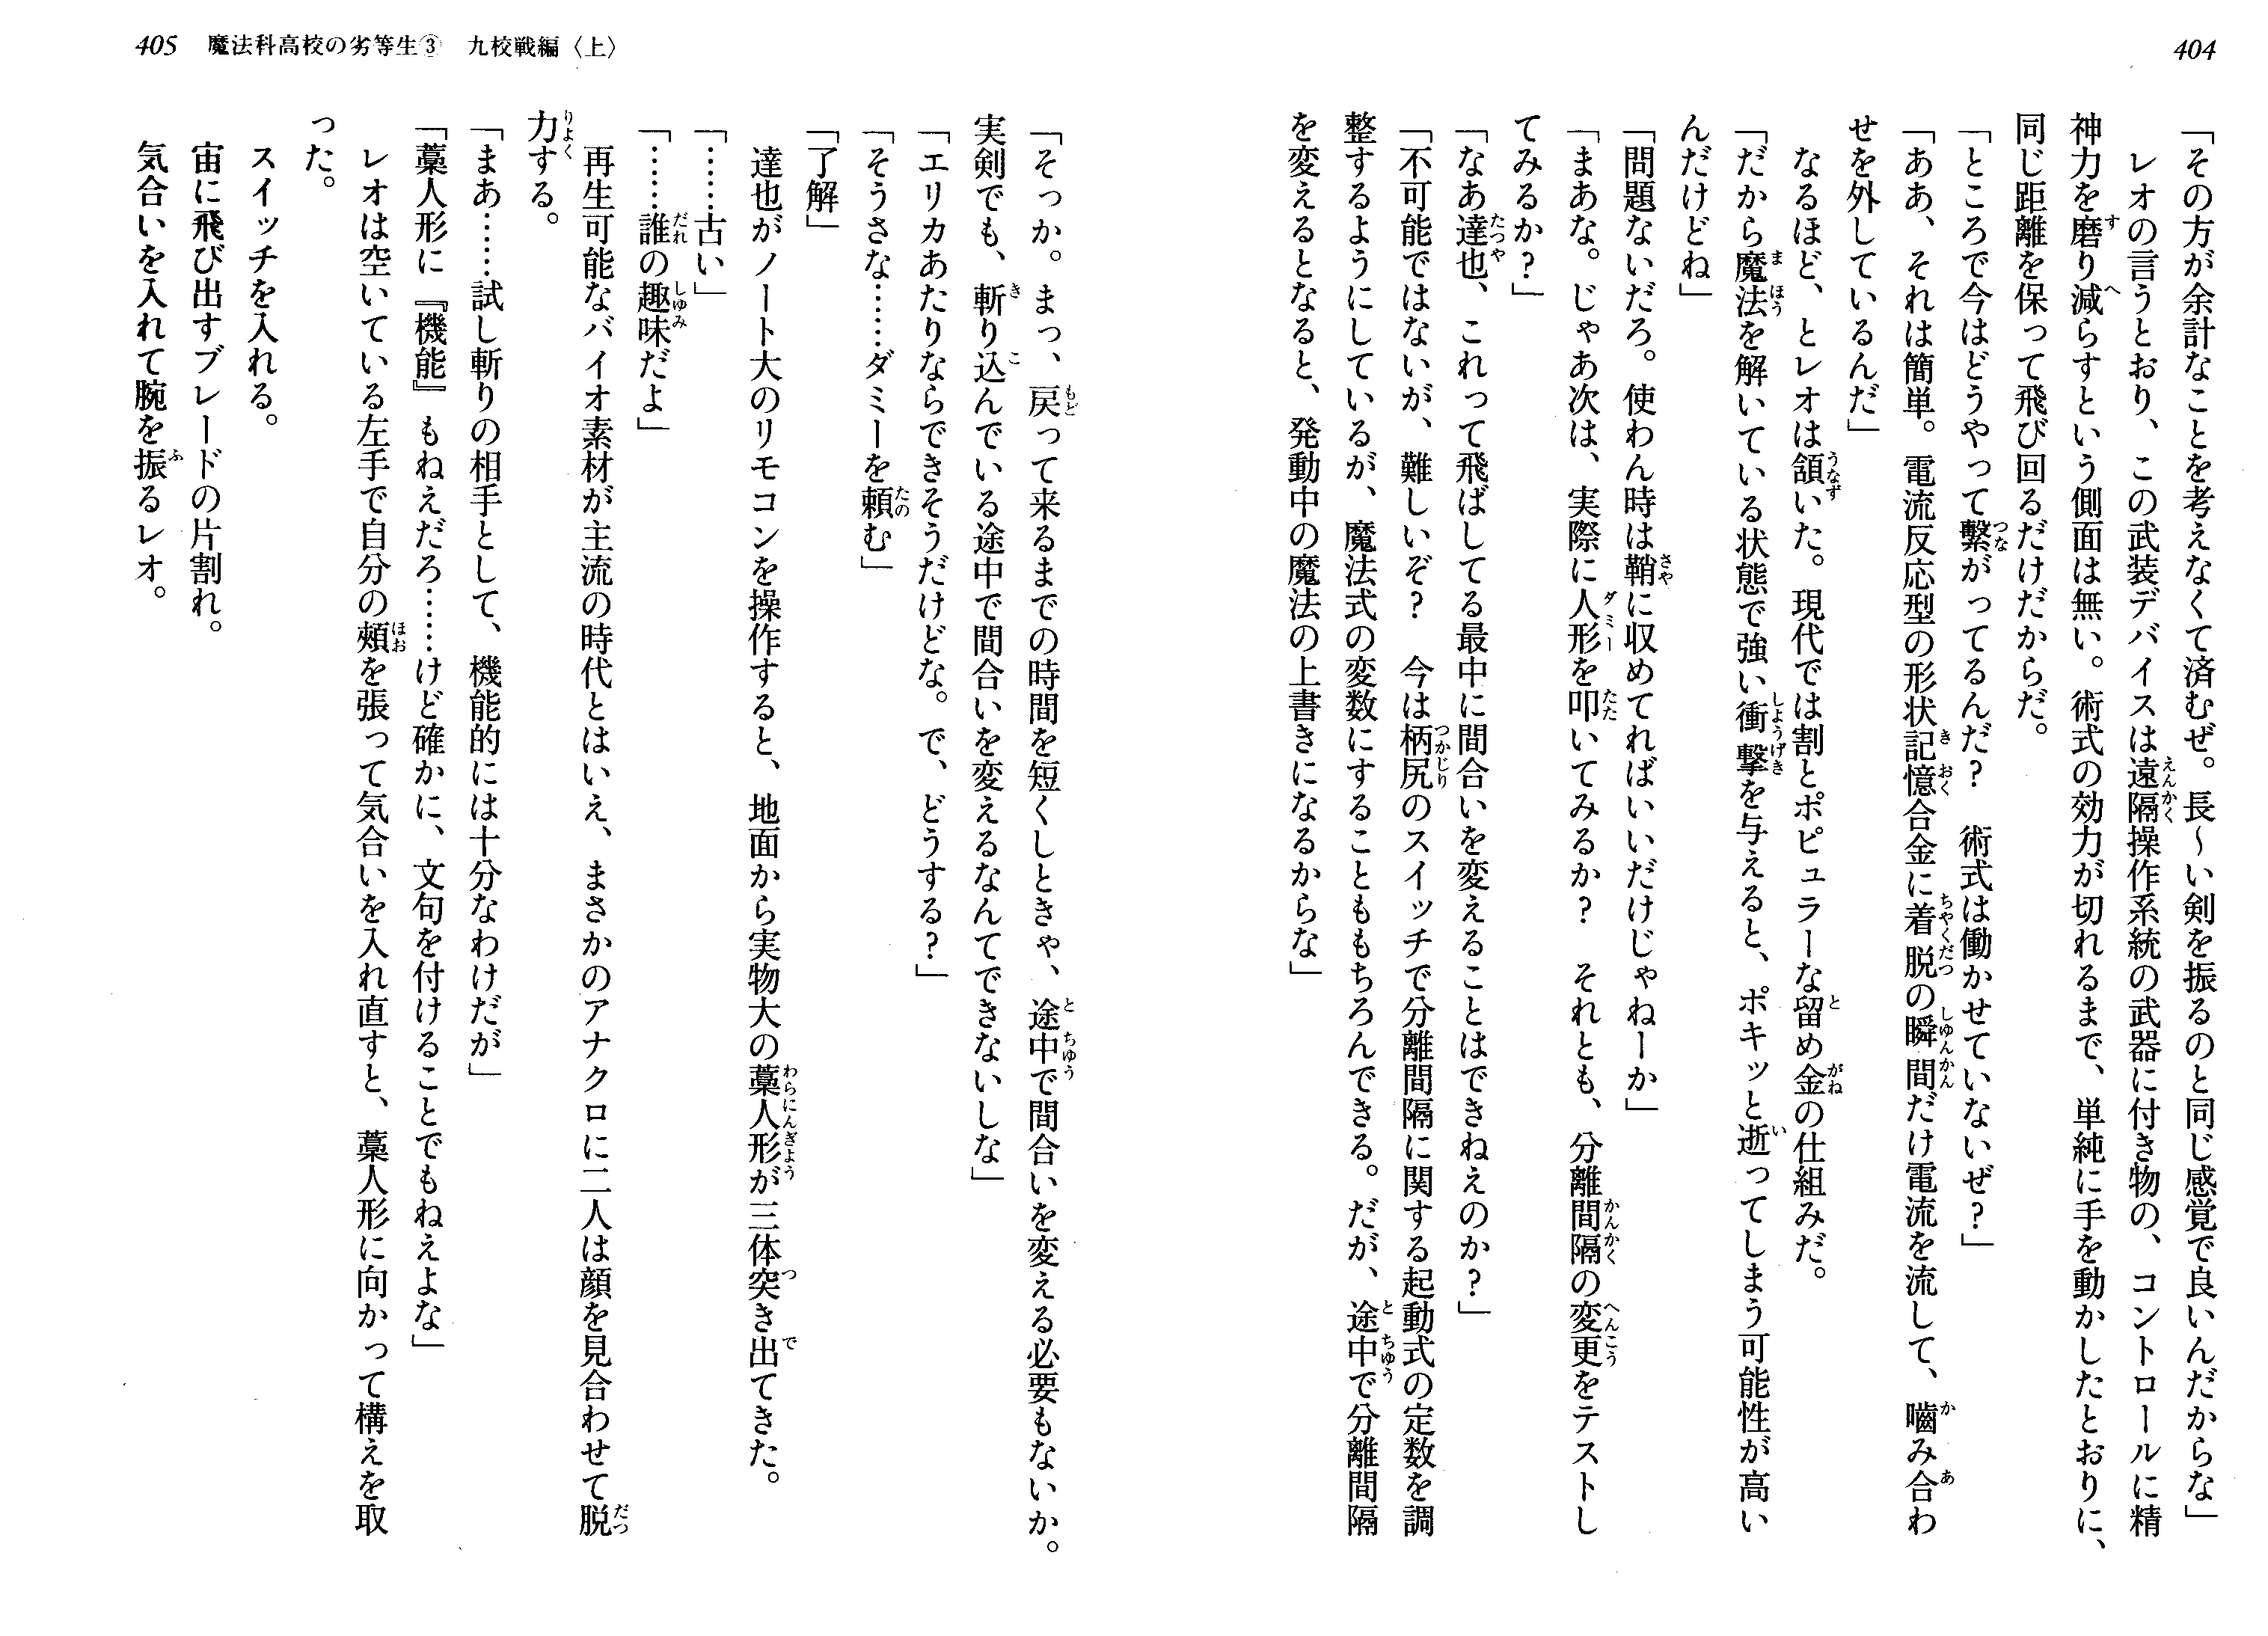 404
「その方が余計なことを考えなくて済むぜ。長～い剣を振るのと同じ感覚で良いんだからな」
レオの言うとおり、この武装デバイスは遠隔操作系統の武器に付き物の、コントロールに精
神力を磨り減らすという側面は無い。術式の効力が切れるまで、単純に手を動かしたとおりに、
同じ距離を保って飛び回るだけだからだ。
「ところで今はどうやって繫がってるんだ？　術式は働かせていないぜ？」
「ああ、それは簡単。電流反応型の形状記憶合金に着脱の瞬間だけ電流を流して、嚙み合わ
せを外しているんだ」
なるほど、とレオは頷いた。現代では割とポピュラーな留め金の仕組みだ。
「だから魔法を解いている状態で強い衝撃を与えると、ポキッと逝ってしまう可能性が高い
んだけどね」
「問題ないだろ。使わん時は鞘に収めてればいいだけじゃねーか」
「まあな。じゃあ次は、実際に人形を叩いてみるか？　それとも、分離間隔の変更をテストし
てみるか？」
「なあ達也、これって飛ばしてる最中に間合いを変えることはできねえのか？」
「不可能ではないが、難しいぞ？　今は柄尻のスイッチで分離間隔に関する起動式の定数を調
整するようにしているが、魔法式の変数にすることももちろんできる。だが、途中で分離間隔
を変えるとなると、発動中の魔法の上書きになるからな」
405　魔法科高校の劣等生③　九校戦編〈上〉
「そっか。まっ、戻って来るまでの時間を短くしときゃ、途中で間合いを変える必要もないか。
実剣でも、斬り込んでいる途中で間合いを変えるなんてできないしな」
「エリカあたりならできそうだけどな。で、どうする？」
「そうさな……ダミーを頼む」
「了解」
達也がノート大のリモコンを操作すると、地面から実物大の藁人形が三体突き出てきた。
「……古い」
「……誰の趣味だよ」
再生可能なバイオ素材が主流の時代とはいえ、まさかのアナクロに二人は顔を見合わせて脱
力する。
「まあ……試し斬りの相手として、機能的には十分なわけだが」
「藁人形に『機能』もねえだろ……けど確かに、文句を付けることでもねえよな」
レオは空いている左手で自分の頰を張って気合いを入れ直すと、藁人形に向かって構えを取
った。
スイッチを入れる。
宙に飛び出すブレードの片割れ。
気合いを入れて腕を振るレオ。